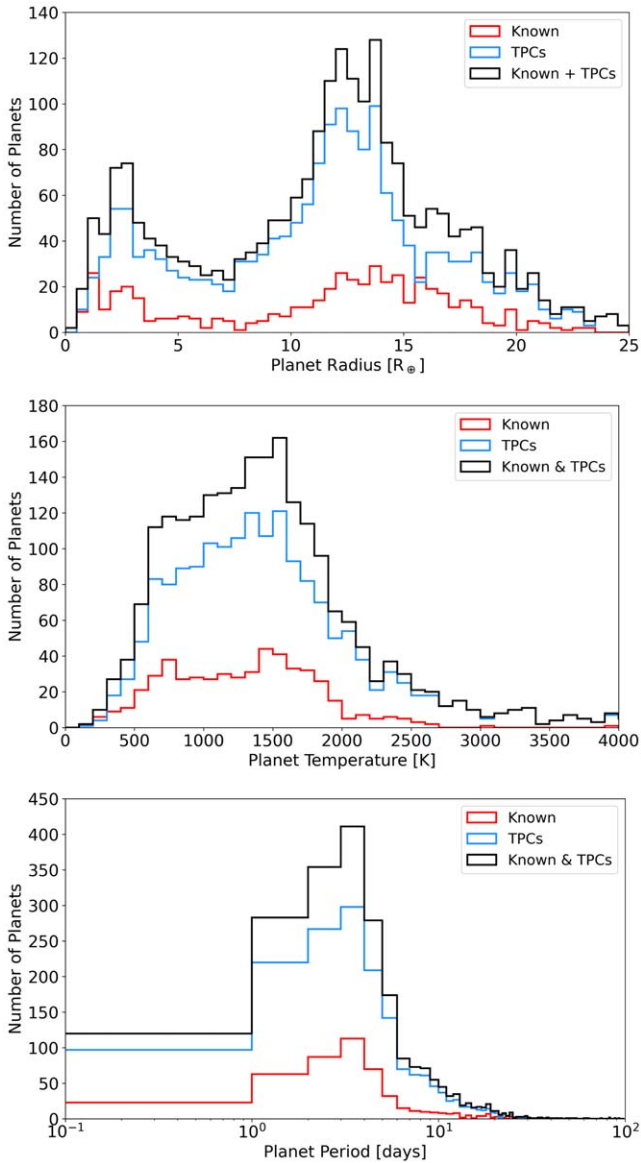 140
120
100
80
60
40
20
0
Number of Planets
Known
TPCs
Known + TPCs
0 5 10 15 20 25
Planet Radius [R⊕]
180
160
140
120
100
80
60
40
20
0
Number of Planets
Known
TPCs
Known & TPCs
0 500 1000 1500 2000 2500 3000 3500 4000
Planet Temperature [K]
450
400
350
300
250
200
150
100
50
0
Number of Planets
Known
TPCs
Known & TPCs
10⁻¹ 10⁰ 10¹ 10²
Planet Period [days]